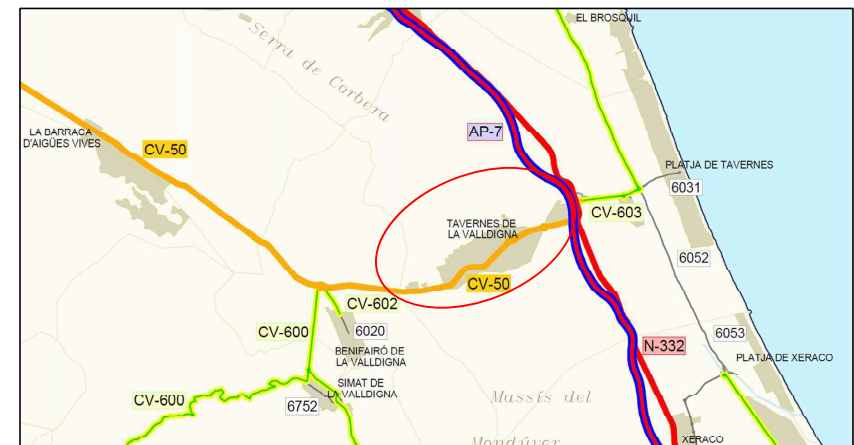 EL BROSQUIL
Serra de Corbera
AP-7
LA BARRACA
D'AIGÜES VIVES
CV-50
PLATJA DE TAVERNES
6031
CV-603
TAVERNES DE
LA VALLDIGNA
6052
CV-50
CV-602
CV-600
6020
6053
N-332
BENIFAIRÓ DE
LA VALLDIGNA
PLATJA DE XERACO
SIMAT DE
LA VALLDIGNA
CV-600
6752
Massís del
Mondúver
XERACO